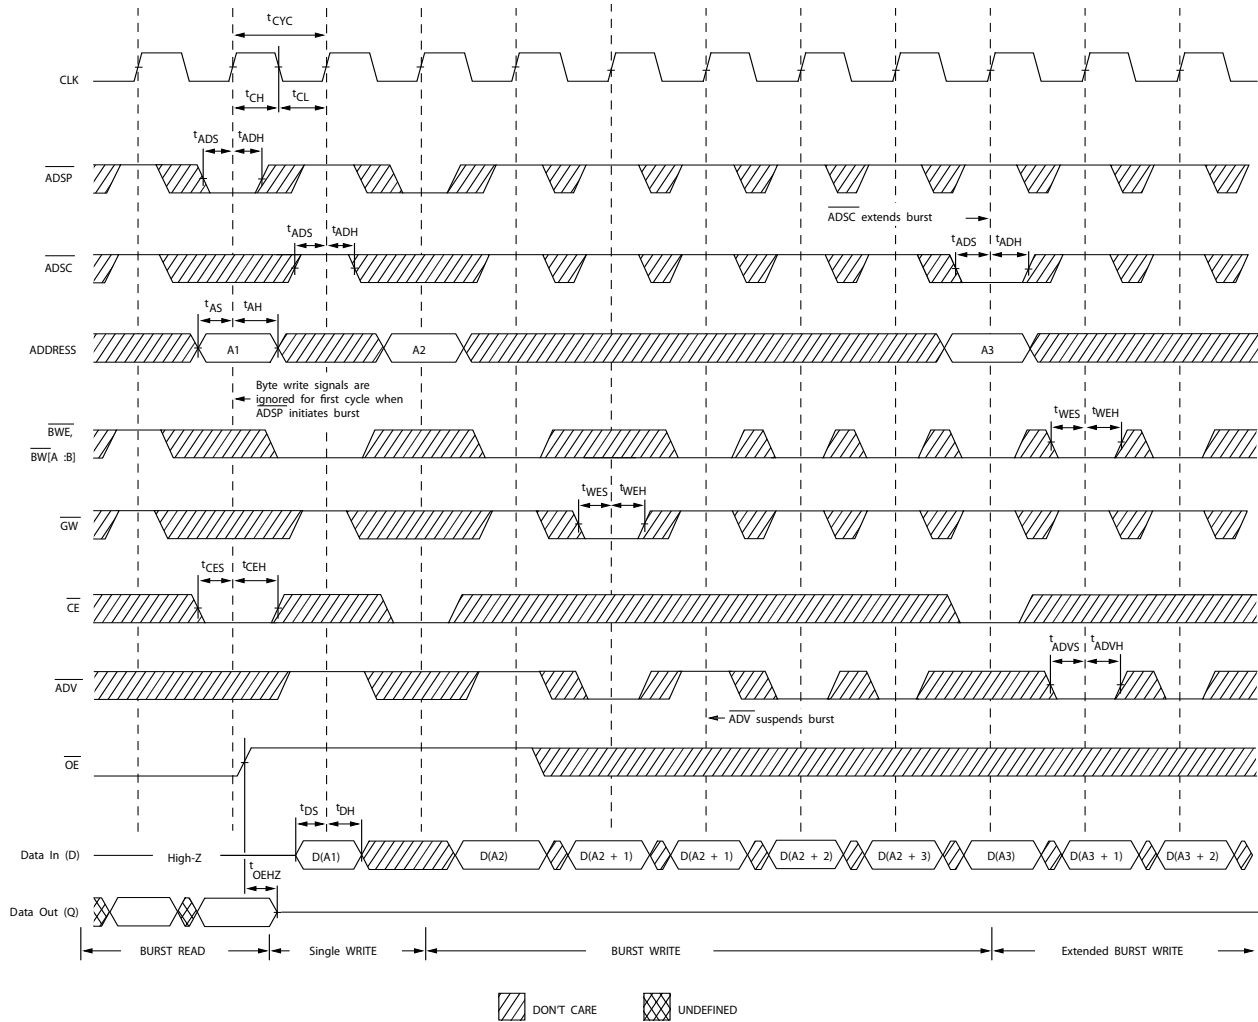 tCYC
CLK
tCH
tCL
tADS
tADH
ADSP
ADSC extends burst
tADS
tADH
tADS
tADH
ADSC
tAS
tAH
ADDRESS
A1
A2
A3
Byte write signals are
ignored for first cycle when
ADSP initiates burst
BWE,
BW[A :B]
tWES
tWEH
tWES
tWEH
GW
tCES
tCEH
CE
tADVS
tADVH
ADV
ADV suspends burst
OE
tDS
tDH
Data In (D)
High-Z
D(A1)
D(A2)
D(A2 + 1)
D(A2 + 1)
D(A2 + 2)
D(A2 + 3)
D(A3)
D(A3 + 1)
D(A3 + 2)
tOEHZ
Data Out (Q)
BURST READ
Single WRITE
BURST WRITE
Extended BURST WRITE
DON'T CARE
UNDEFINED